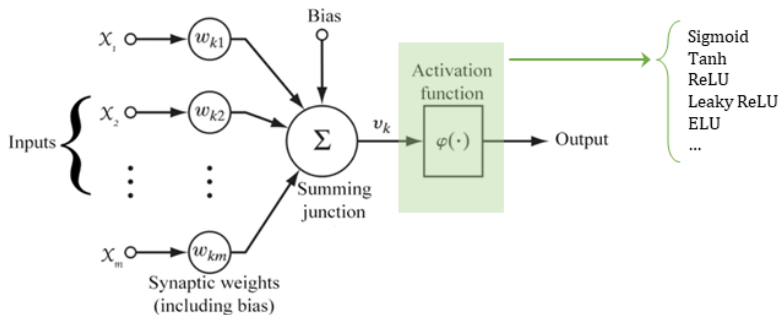 Bias
x₁
wₖ₁
x₂
wₖ₂
Inputs
Σ
Summing
junction
vₖ
Activation
function
φ(·)
Output
xₘ
wₖₘ
Synaptic weights
(including bias)
Sigmoid
Tanh
ReLU
Leaky ReLU
ELU
...